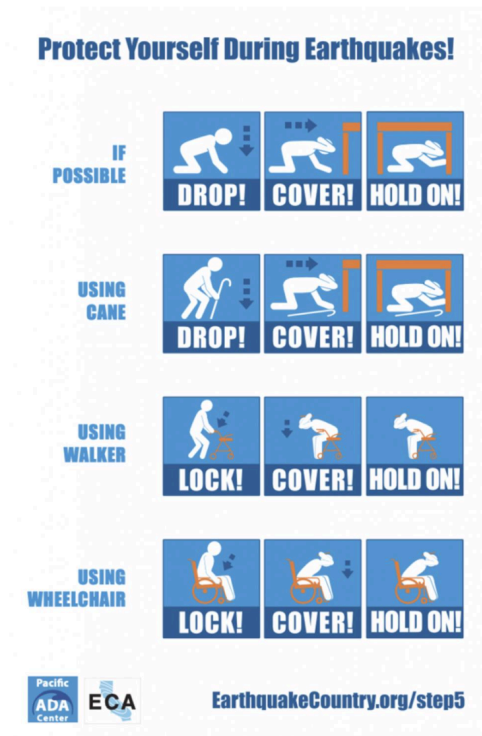 Protect Yourself During Earthquakes!
IF
POSSIBLE
DROP!
COVER!
HOLD ON!
USING
CANE
DROP!
COVER!
HOLD ON!
USING
WALKER
LOCK!
COVER!
HOLD ON!
USING
WHEELCHAIR
LOCK!
COVER!
HOLD ON!
Pacific
ADA
Center
ECA
EarthquakeCountry.org/step5